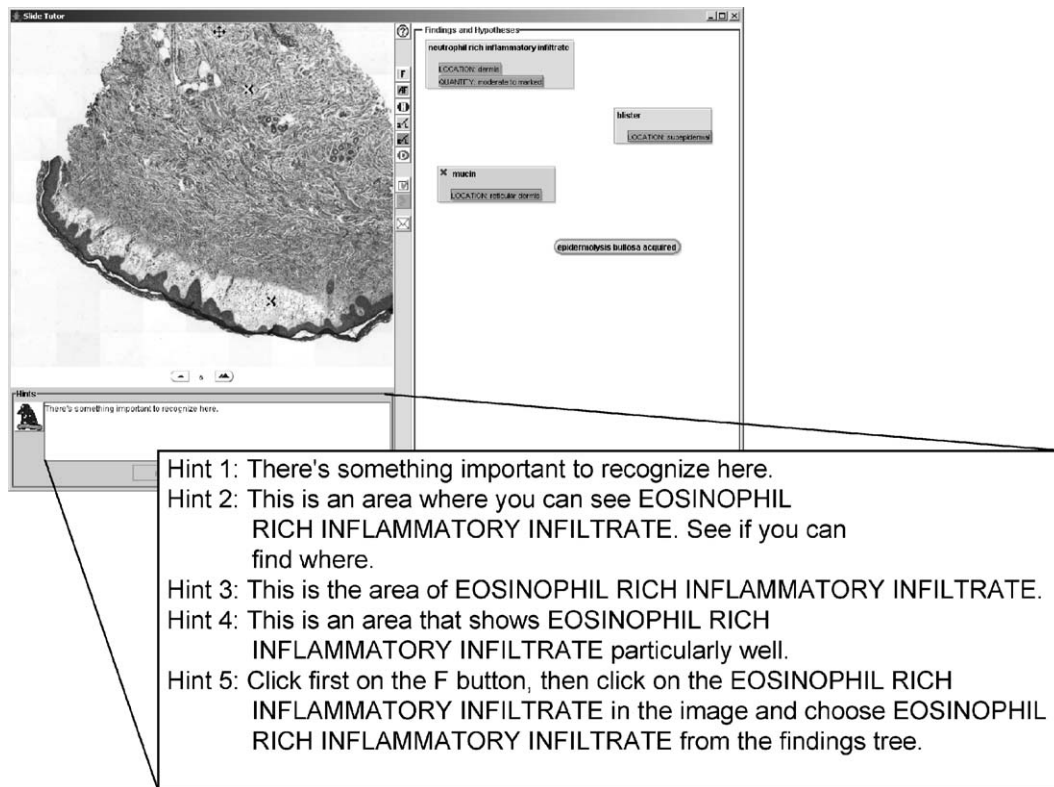 Slide Tutor
Findings and Hypotheses
neutrophil rich inflammatory infiltrate
LOCATION: dermis
QUANTITY: moderate to marked
blister
LOCATION: subepidermal
mucin
LOCATION: reticular dermis
epidermolysis bullosa acquired
Hints
There's something important to recognize here.
Hint 1: There's something important to recognize here.
Hint 2: This is an area where you can see EOSINOPHIL
RICH INFLAMMATORY INFILTRATE. See if you can
find where.
Hint 3: This is the area of EOSINOPHIL RICH INFLAMMATORY INFILTRATE.
Hint 4: This is an area that shows EOSINOPHIL RICH
INFLAMMATORY INFILTRATE particularly well.
Hint 5: Click first on the F button, then click on the EOSINOPHIL RICH
INFLAMMATORY INFILTRATE in the image and choose EOSINOPHIL
RICH INFLAMMATORY INFILTRATE from the findings tree.